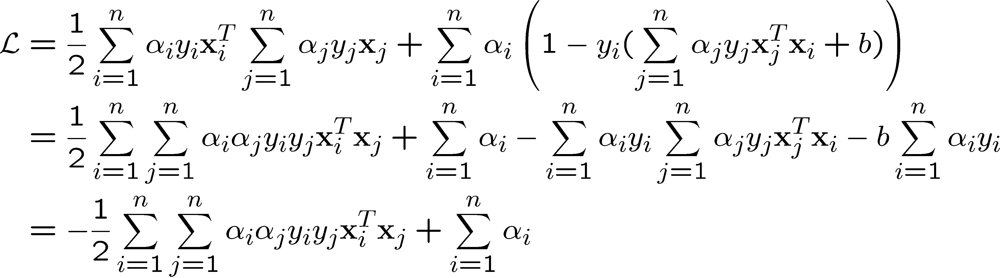 \mathcal{L} = \frac{1}{2} \sum_{i=1}^{n} \alpha_i y_i \mathbf{x}_i^T \sum_{j=1}^{n} \alpha_j y_j \mathbf{x}_j + \sum_{i=1}^{n} \alpha_i \left( 1 - y_i ( \sum_{j=1}^{n} \alpha_j y_j \mathbf{x}_j^T \mathbf{x}_i + b ) \right)
= \frac{1}{2} \sum_{i=1}^{n} \sum_{j=1}^{n} \alpha_i \alpha_j y_i y_j \mathbf{x}_i^T \mathbf{x}_j + \sum_{i=1}^{n} \alpha_i - \sum_{i=1}^{n} \alpha_i y_i \sum_{j=1}^{n} \alpha_j y_j \mathbf{x}_j^T \mathbf{x}_i - b \sum_{i=1}^{n} \alpha_i y_i
= -\frac{1}{2} \sum_{i=1}^{n} \sum_{j=1}^{n} \alpha_i \alpha_j y_i y_j \mathbf{x}_i^T \mathbf{x}_j + \sum_{i=1}^{n} \alpha_i